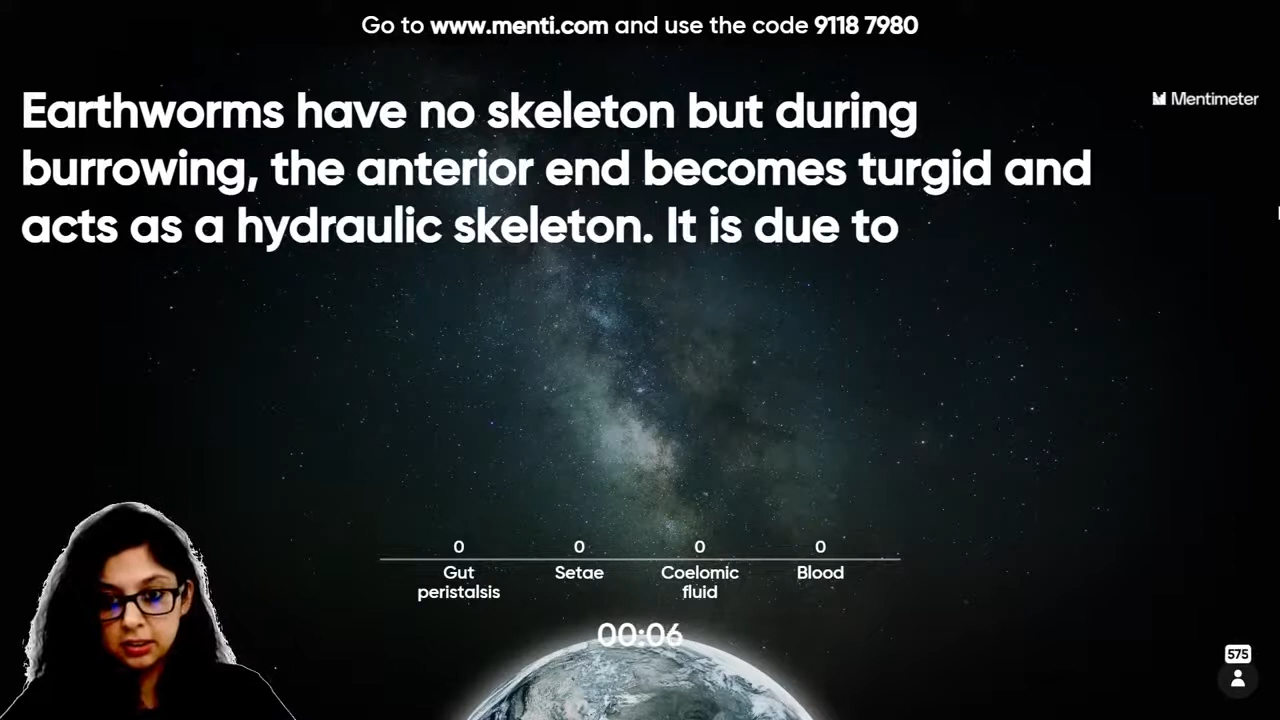 Go to www.menti.com and use the code 9118 7980
Mentimeter
Earthworms have no skeleton but during
burrowing, the anterior end becomes turgid and
acts as a hydraulic skeleton. It is due to
0 0 0 0
Gut Setae Coelomic Blood
peristalsis fluid
00:06
575